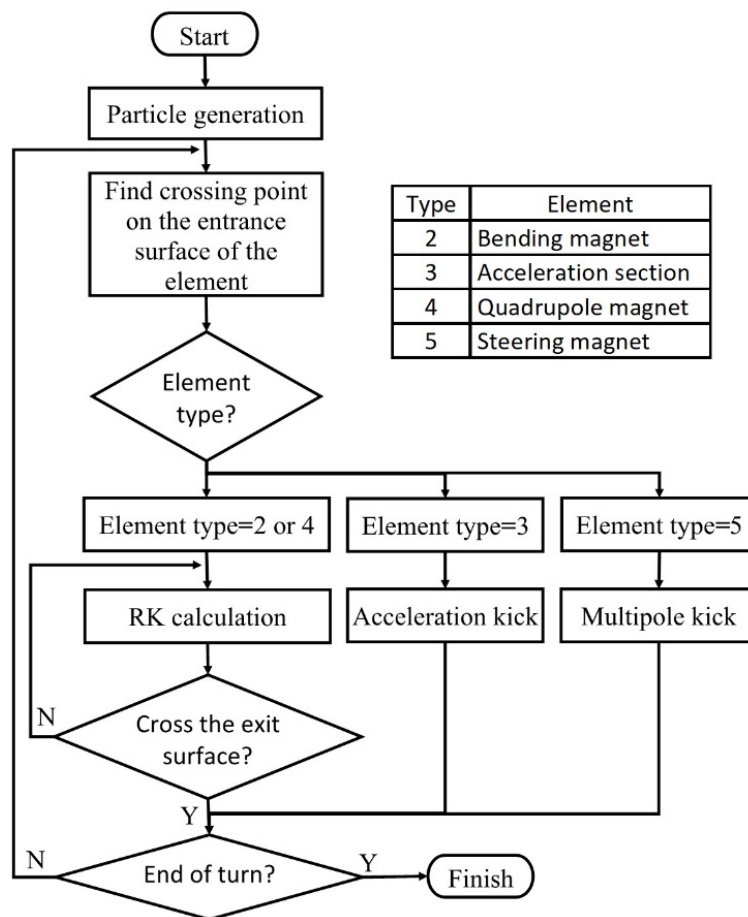 Start
Particle generation
Find crossing point
on the entrance
surface of the
element
Type Element
2 Bending magnet
3 Acceleration section
4 Quadrupole magnet
5 Steering magnet
Element
type?
Element type=2 or 4
Element type=3
Element type=5
RK calculation
Acceleration kick
Multipole kick
N
Cross the exit
surface?
Y
N
End of turn?
Y
Finish